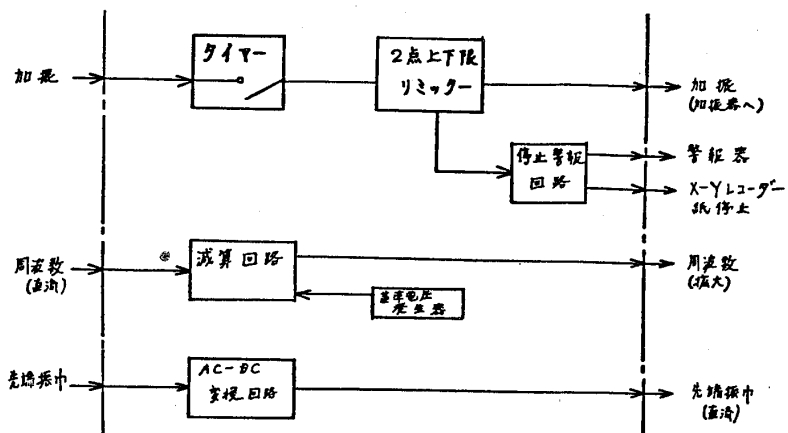 タイマー
2点上下限
リミッター
加振
加振
(加振器へ)
停止警報
回路
警報器
X-Yレコーダー
紙停止
周波数
(直流)
減算回路
周波数
(拡大)
基準電圧
発生器
先端振巾
AC-DC
変換回路
先端振巾
(直流)